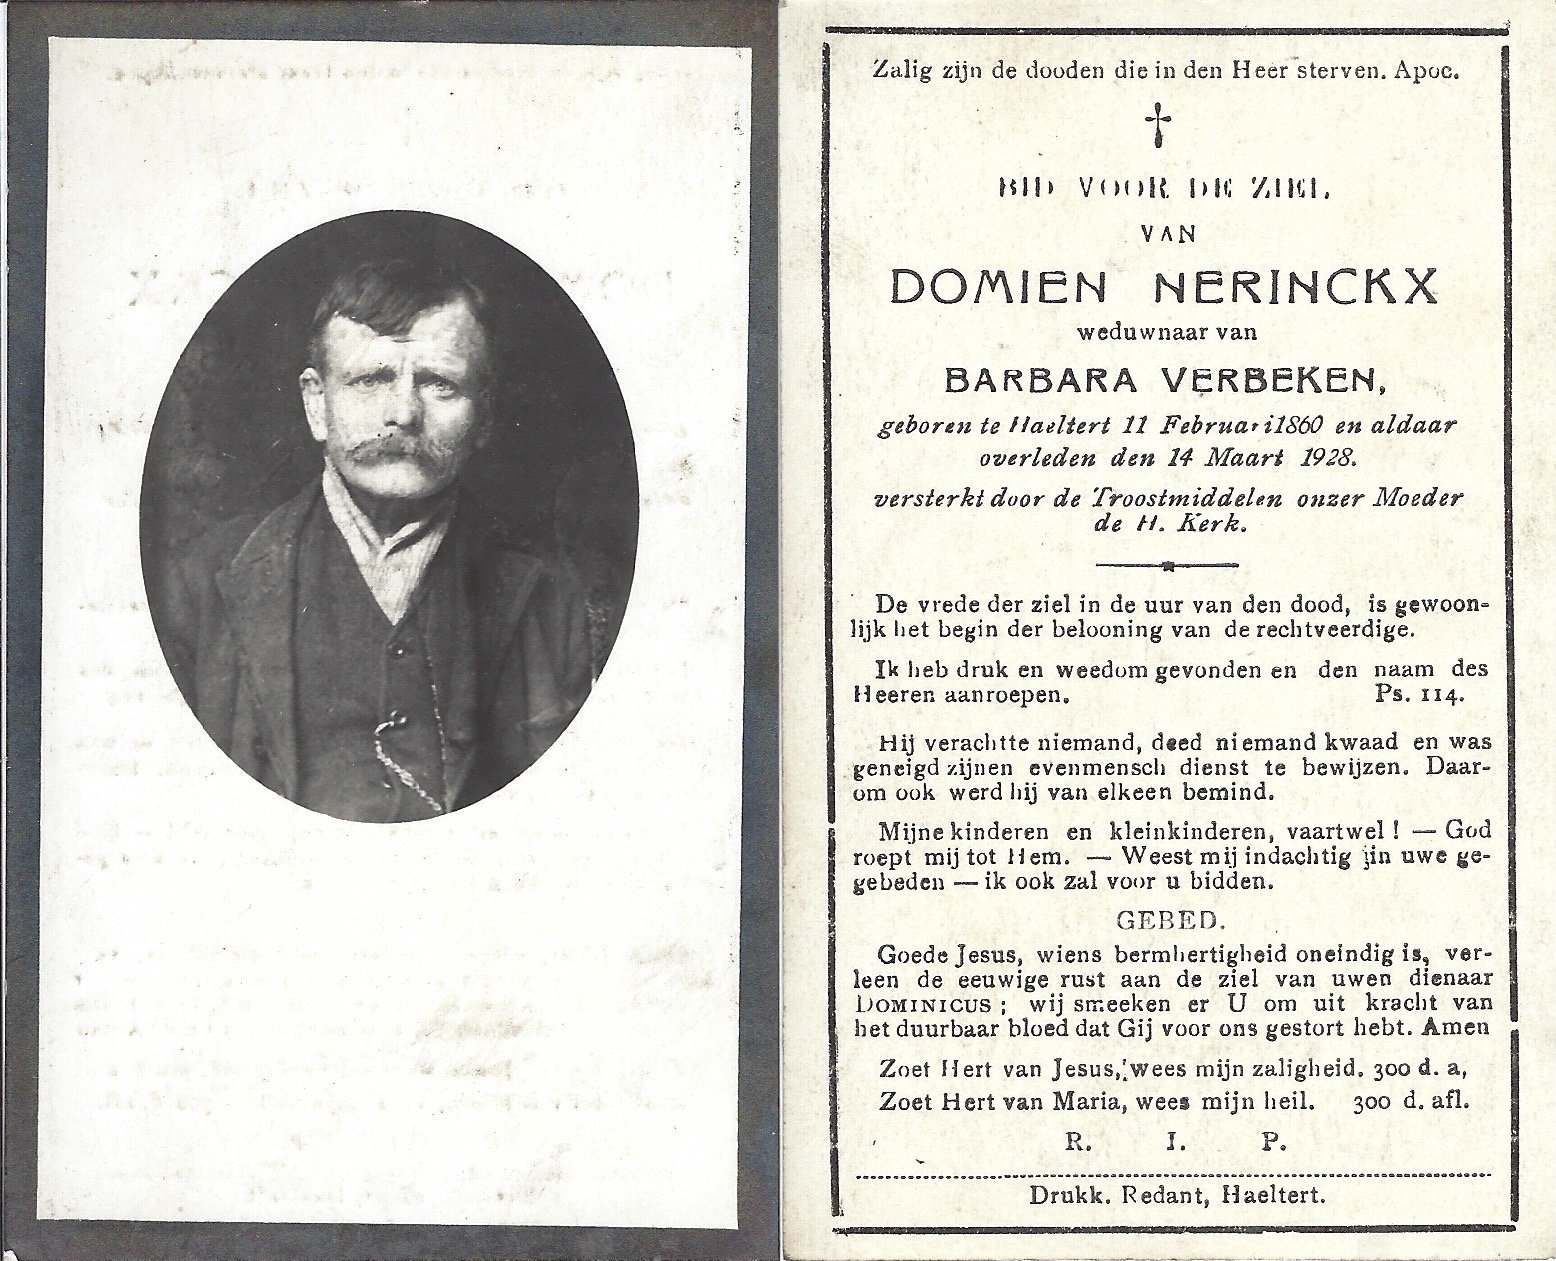 Zalig zijn de dooden die in den Heer sterven. Apoc.
BID VOOR DE ZIEL
VAN
DOMIEN NERINCKX
weduwnaar van
BARBARA VERBEKEN,
geboren te Haeltert 11 Februari 1860 en aldaar
overleden den 14 Maart 1928.
versterkt door de Troostmiddelen onzer Moeder
de H. Kerk.
De vrede der ziel in de uur van den dood, is gewoon-
lijk het begin der belooning van de rechtveerdige.
Ik heb druk en weedom gevonden en den naam des
Heeren aanroepen. Ps. 114.
Hij verachtte niemand, deed niemand kwaad en was
geneigd zijnen evenmensch dienst te bewijzen. Daar-
om ook werd hij van elkeen bemind.
Mijne kinderen en kleinkinderen, vaartwel ! — God
roept mij tot Hem. — Weest mij indachtig in uwe ge-
gebeden — ik ook zal voor u bidden.
GEBED.
Goede Jesus, wiens bermhertigheid oneindig is, ver-
leen de eeuwige rust aan de ziel van uwen dienaar
DOMINICUS ; wij smeeken er U om uit kracht van
het duurbaar bloed dat Gij voor ons gestort hebt. Amen
Zoet Hert van Jesus, wees mijn zaligheid. 300 d. a,
Zoet Hert van Maria, wees mijn heil. 300 d. afl.
R. I. P.
Drukk. Redant, Haeltert.